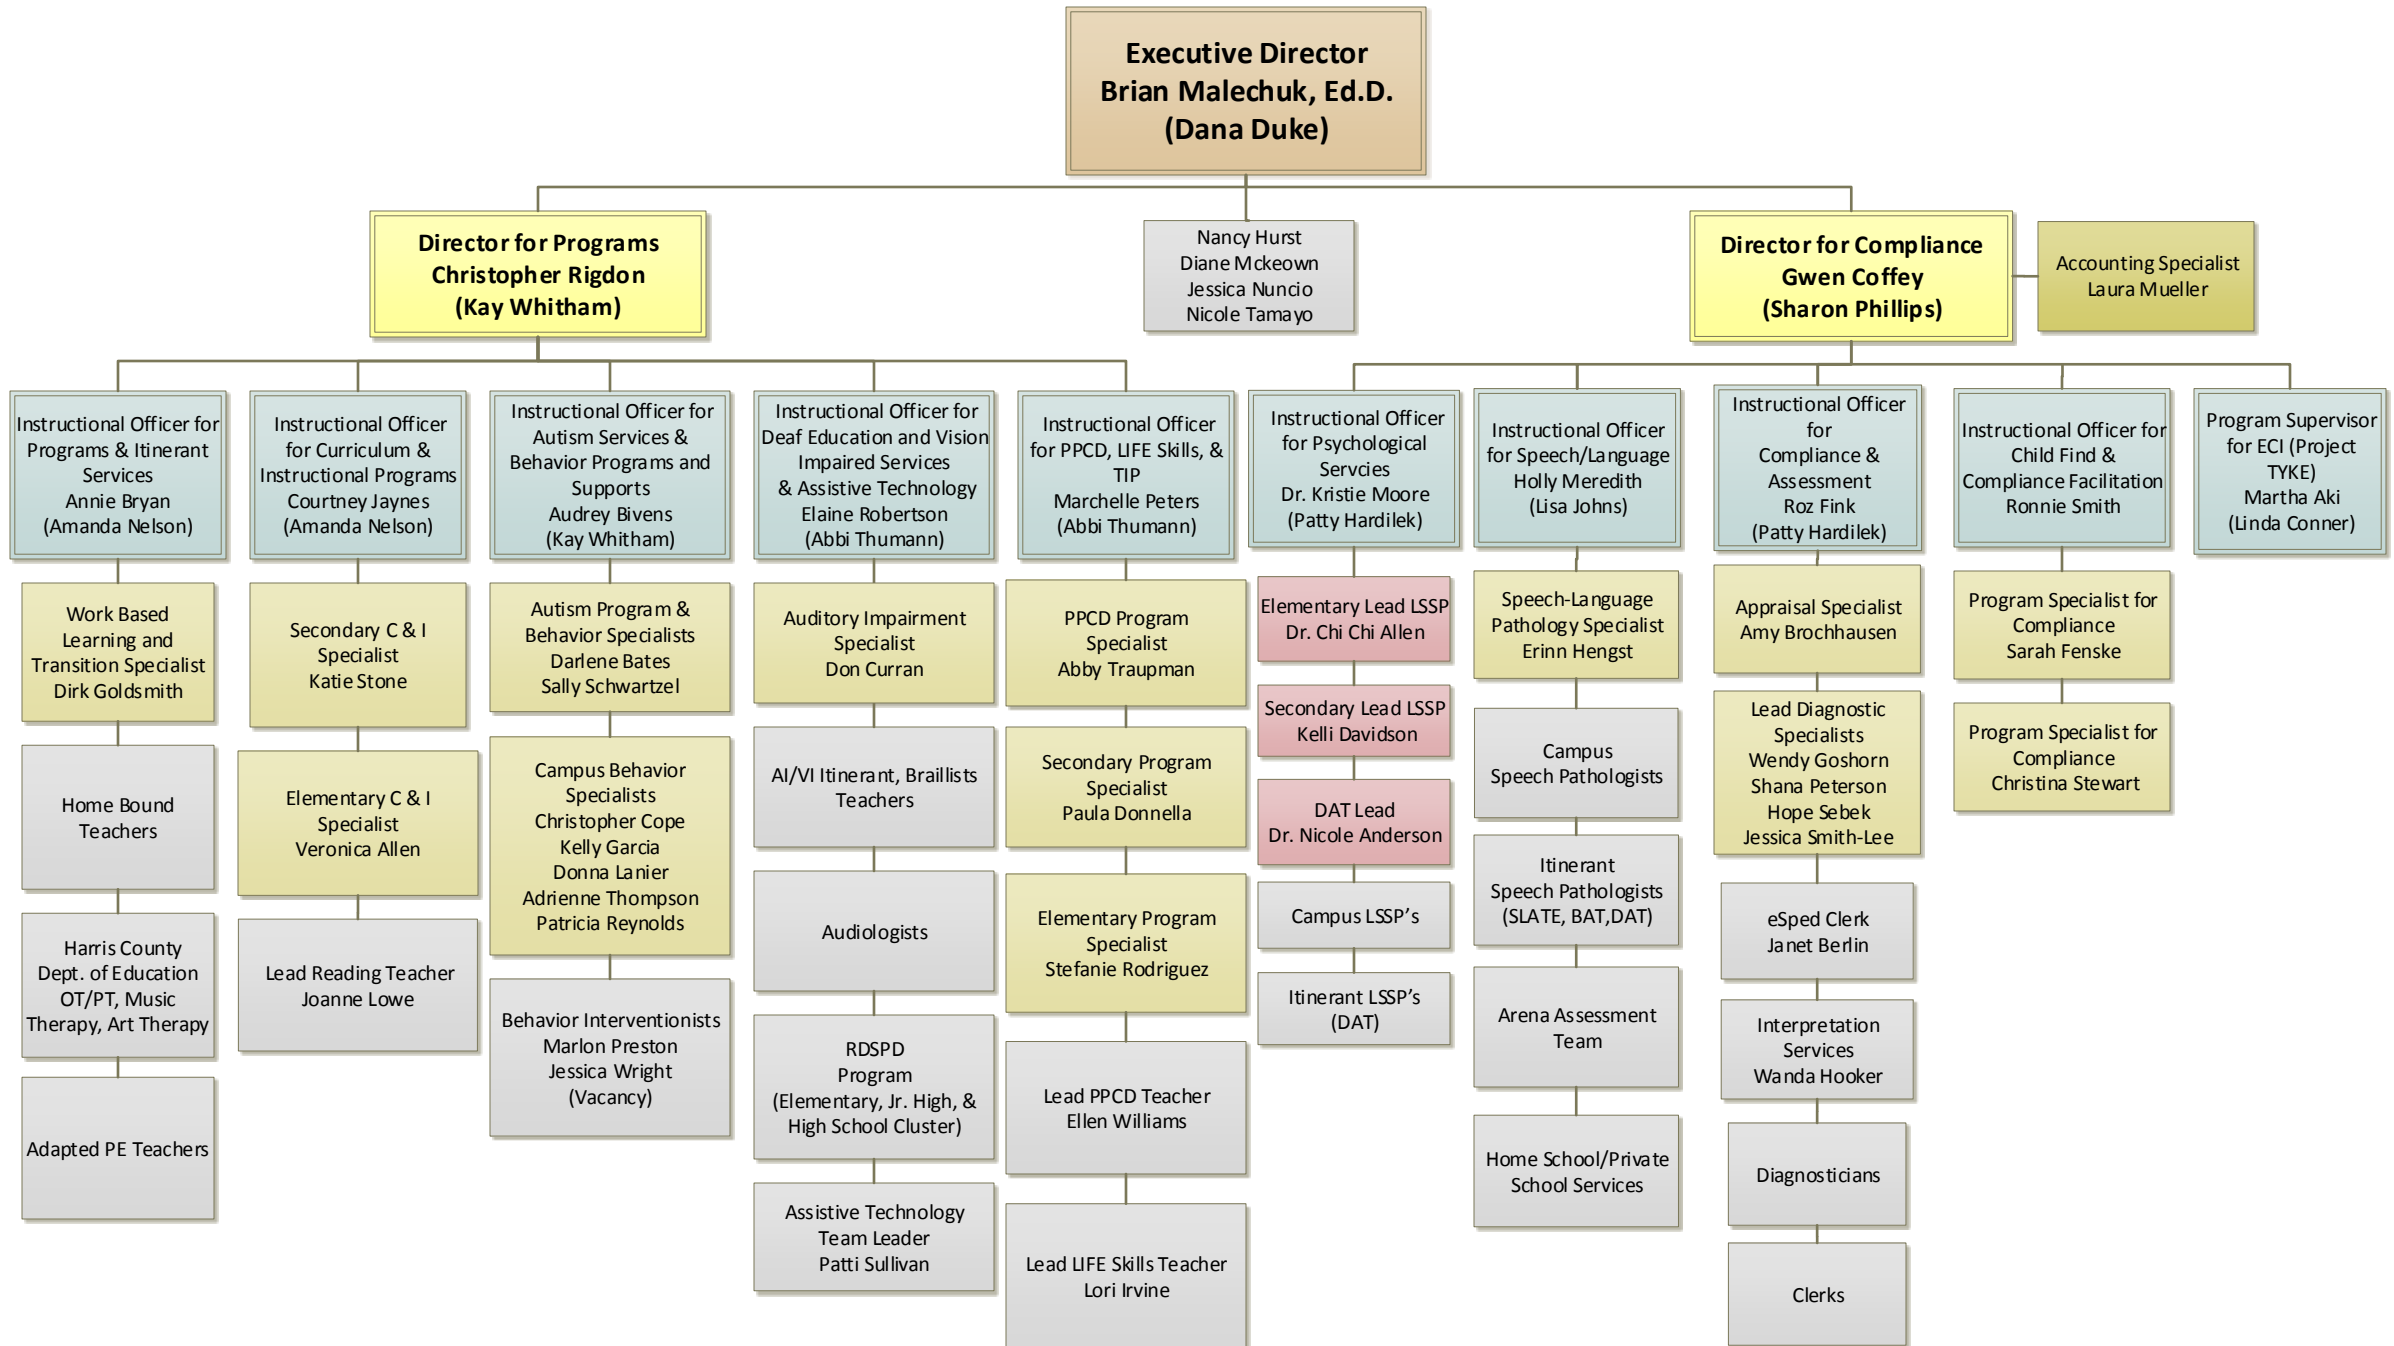 Executive Director
Brian Malechuk, Ed.D.
(Dana Duke)
Director for Programs
Christopher Rigdon
(Kay Whitham)
Nancy Hurst
Diane Mckeown
Jessica Nuncio
Nicole Tamayo
Director for Compliance
Gwen Coffey
(Sharon Phillips)
Accounting Specialist
Laura Mueller
Instructional Officer for
Programs & Itinerant
Services
Annie Bryan
(Amanda Nelson)
Instructional Officer
for Curriculum &
Instructional Programs
Courtney Jaynes
(Amanda Nelson)
Instructional Officer for
Autism Services &
Behavior Programs and
Supports
Audrey Bivens
(Kay Whitham)
Instructional Officer for
Deaf Education and Vision
Impaired Services
& Assistive Technology
Elaine Robertson
(Abbi Thumann)
Instructional Officer
for PPCD, LIFE Skills, &
TIP
Marchelle Peters
(Abbi Thumann)
Instructional Officer
for Psychological
Servcies
Dr. Kristie Moore
(Patty Hardilek)
Instructional Officer
for Speech/Language
Holly Meredith
(Lisa Johns)
Instructional Officer
for
Compliance &
Assessment
Roz Fink
(Patty Hardilek)
Instructional Officer for
Child Find &
Compliance Facilitation
Ronnie Smith
Program Supervisor
for ECI (Project
TYKE)
Martha Aki
(Linda Conner)
Work Based
Learning and
Transition Specialist
Dirk Goldsmith
Home Bound
Teachers
Harris County
Dept. of Education
OT/PT, Music
Therapy, Art Therapy
Adapted PE Teachers
Secondary C & I
Specialist
Katie Stone
Elementary C & I
Specialist
Veronica Allen
Lead Reading Teacher
Joanne Lowe
Autism Program &
Behavior Specialists
Darlene Bates
Sally Schwartzel
Campus Behavior
Specialists
Christopher Cope
Kelly Garcia
Donna Lanier
Adrienne Thompson
Patricia Reynolds
Behavior Interventionists
Marlon Preston
Jessica Wright
(Vacancy)
Auditory Impairment
Specialist
Don Curran
AI/VI Itinerant, Braillists
Teachers
Audiologists
RDSPD
Program
(Elementary, Jr. High, &
High School Cluster)
Assistive Technology
Team Leader
Patti Sullivan
PPCD Program
Specialist
Abby Traupman
Secondary Program
Specialist
Paula Donnella
Elementary Program
Specialist
Stefanie Rodriguez
Lead PPCD Teacher
Ellen Williams
Lead LIFE Skills Teacher
Lori Irvine
Elementary Lead LSSP
Dr. Chi Chi Allen
Secondary Lead LSSP
Kelli Davidson
DAT Lead
Dr. Nicole Anderson
Campus LSSP’s
Itinerant LSSP’s
(DAT)
Speech-Language
Pathology Specialist
Erinn Hengst
Campus
Speech Pathologists
Itinerant
Speech Pathologists
(SLATE, BAT,DAT)
Arena Assessment
Team
Home School/Private
School Services
Appraisal Specialist
Amy Brochhausen
Lead Diagnostic
Specialists
Wendy Goshorn
Shana Peterson
Hope Sebek
Jessica Smith-Lee
eSped Clerk
Janet Berlin
Interpretation
Services
Wanda Hooker
Diagnosticians
Clerks
Program Specialist for
Compliance
Sarah Fenske
Program Specialist for
Compliance
Christina Stewart